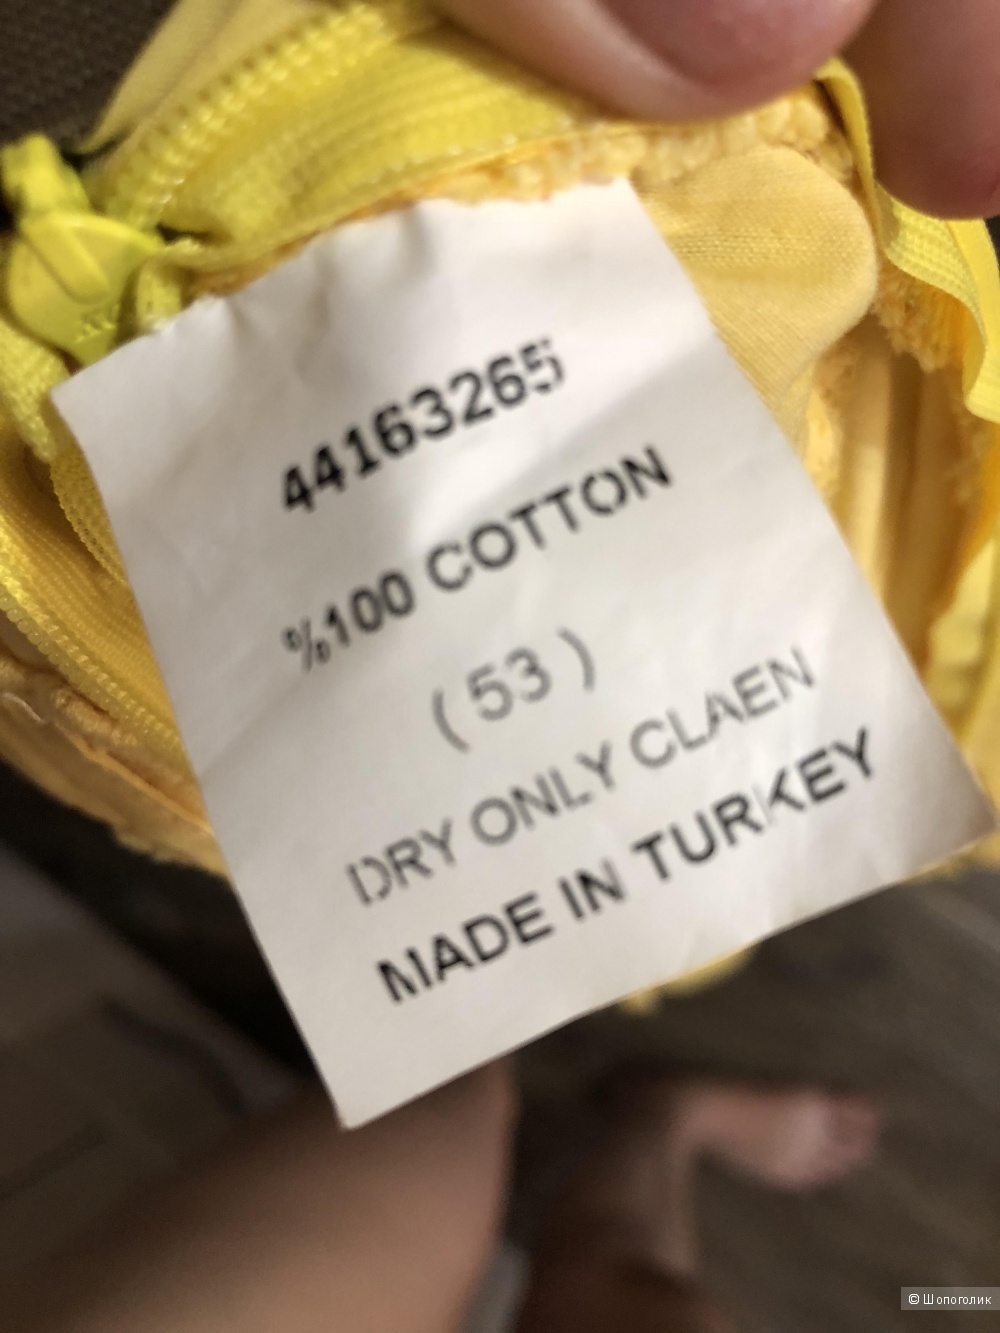 44163265
%100 COTTON
( 53 )
DRY ONLY CLAEN
MADE IN TURKEY
© Шопоголик